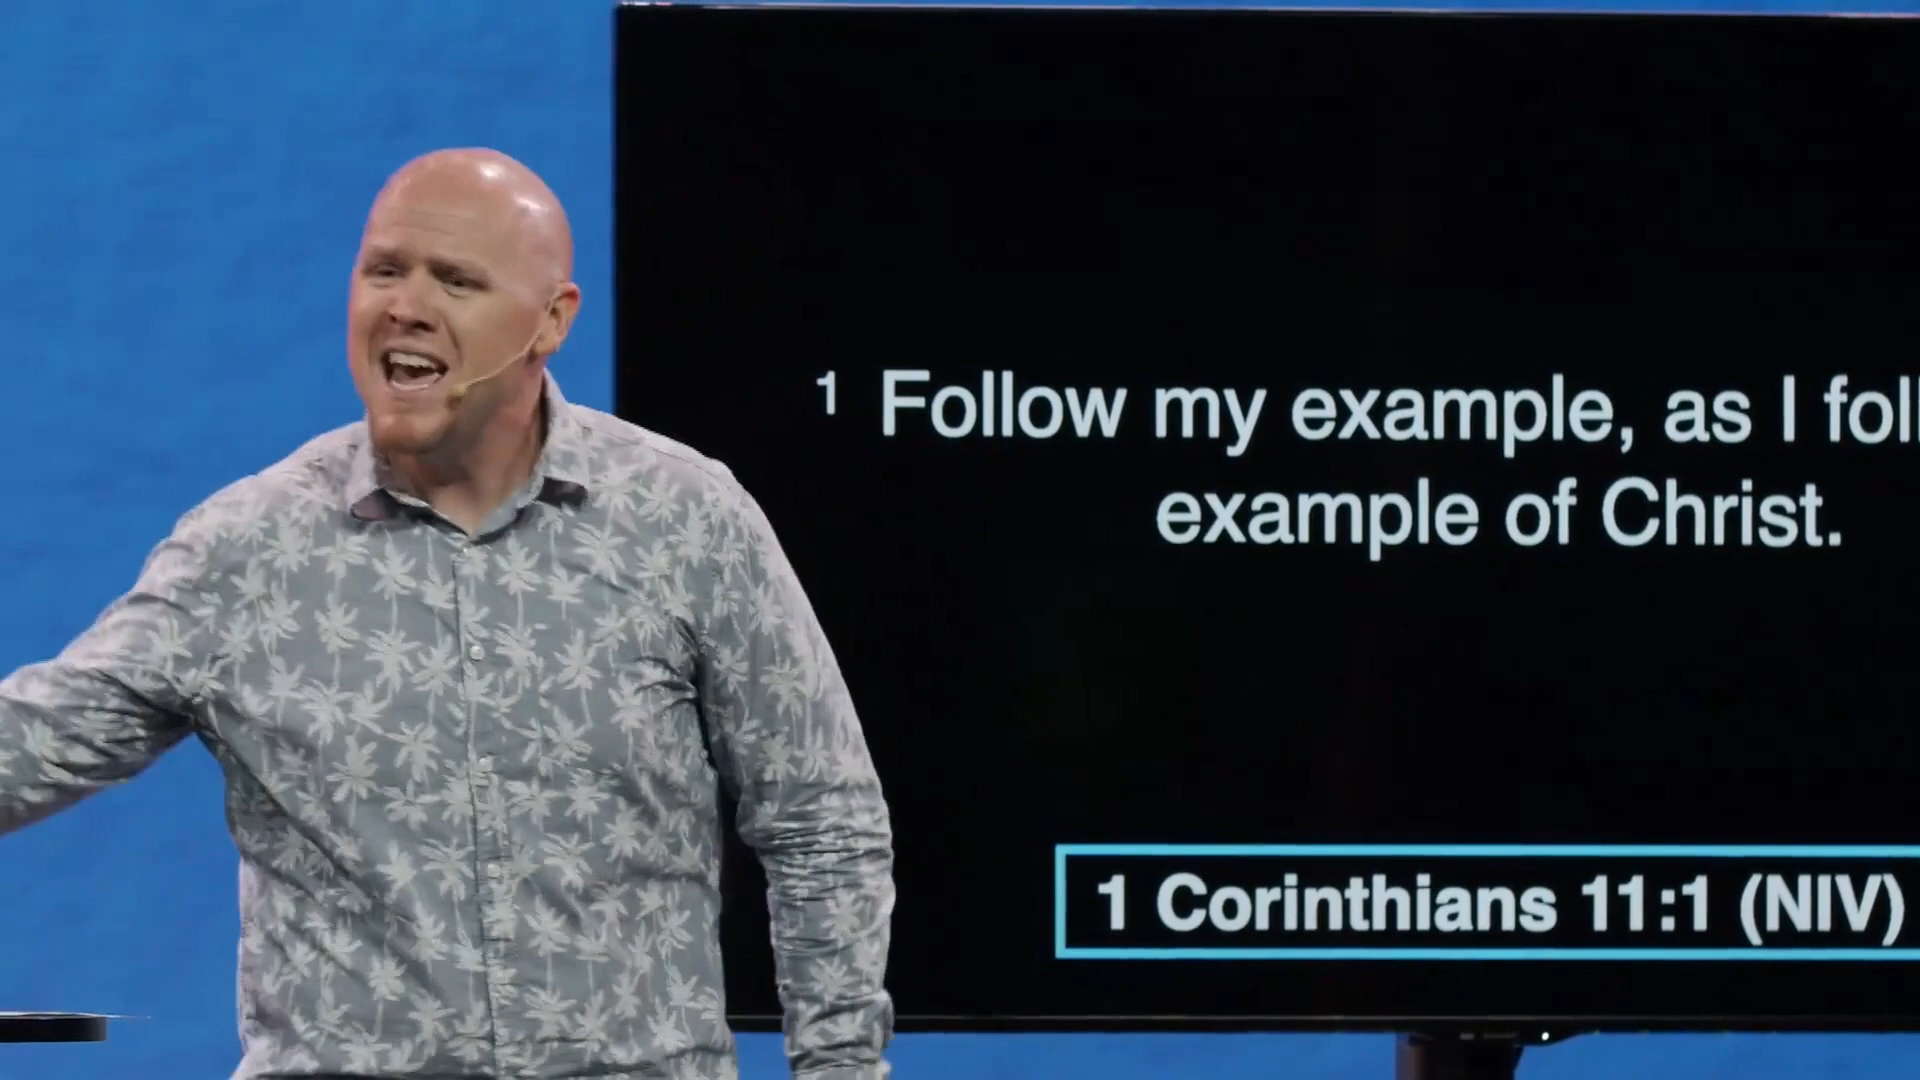 1 Follow my example, as I foll
example of Christ.
1 Corinthians 11:1 (NIV)